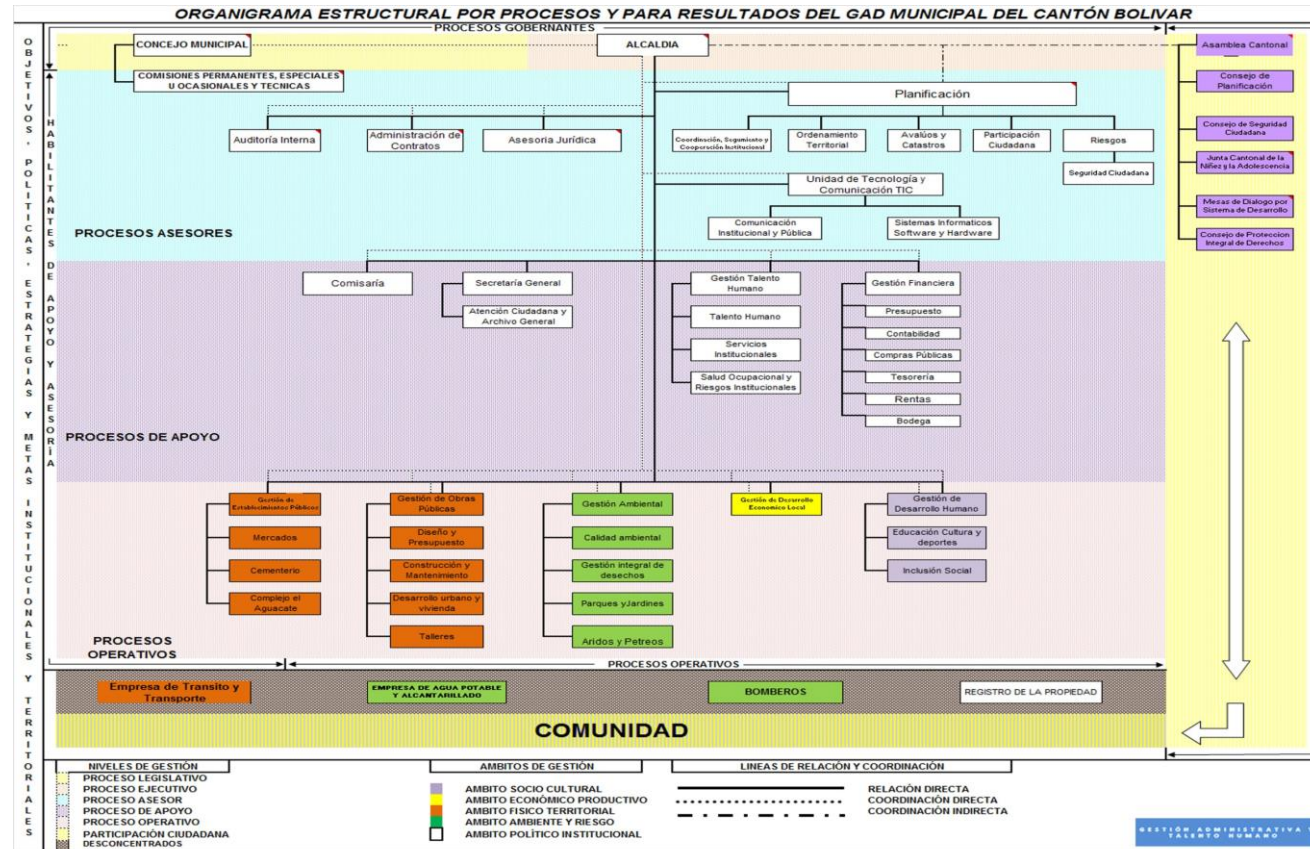 ORGANIGRAMA ESTRUCTURAL POR PROCESOS Y PARA RESULTADOS DEL GAD MUNICIPAL DEL CANTÓN BOLIVAR
PROCESOS GOBERNANTES
OBJETIVOS, POLITICAS, ESTRATEGIAS Y METAS INSTITUCIONALES Y TERRITORIALES
HABILITANTES DE APOYO Y ASESORÌA
CONCEJO MUNICIPAL
ALCALDIA
COMISIONES PERMANENTES, ESPECIALES
U OCASIONALES Y TECNICAS
Planificación
Auditoría Interna
Administración de
Contratos
Asesoria Jurídica
Coordinación, Seguimiento y
Cooperación Institucional
Ordenamiento
Territorial
Avalúos y
Catastros
Participación
Ciudadana
Riesgos
Seguridad Ciudadana
Unidad de Tecnología y
Comunicación TIC
Comunicación
Institucional y Pública
Sistemas Informaticos
Software y Hardware
PROCESOS ASESORES
Comisaría
Secretaría General
Atención Ciudadana y
Archivo General
Gestión Talento
Humano
Talento Humano
Servicios
Institucionales
Salud Ocupacional y
Riesgos Institucionales
Gestión Financiera
Presupuesto
Contabilidad
Compras Públicas
Tesorería
Rentas
Bodega
PROCESOS DE APOYO
Gestión de
Establecimientos Públicos
Mercados
Cementerio
Complejo el
Aguacate
Gestión de Obras
Públicas
Diseño y
Presupuesto
Construcción y
Mantenimiento
Desarrollo urbano y
vivienda
Talleres
Gestión Ambiental
Calidad ambiental
Gestión integral de
desechos
Parques yJardines
Aridos y Petreos
Gestión de Desarrollo
Economico Local
Gestión de
Desarrollo Humano
Educación Cultura y
deportes
Inclusión Social
PROCESOS
OPERATIVOS
PROCESOS OPERATIVOS
Empresa de Transito y
Transporte
EMPRESA DE AGUA POTABLE
Y ALCANTARILLADO
BOMBEROS
REGISTRO DE LA PROPIEDAD
COMUNIDAD
Asamblea Cantonal
Consejo de
Planificación
Consejo de Seguridad
Ciudadana
Junta Cantonal de la
Niñez y la Adolescencia
Mesas de Dialogo por
Sistema de Desarrollo
Consejo de Proteccion
Integral de Derechos
NIVELES DE GESTIÓN
PROCESO LEGISLATIVO
PROCESO EJECUTIVO
PROCESO ASESOR
PROCESO DE APOYO
PROCESO OPERATIVO
PARTICIPACIÓN CIUDADANA
DESCONCENTRADOS
AMBITOS DE GESTIÓN
AMBITO SOCIO CULTURAL
AMBITO ECONÓMICO PRODUCTIVO
AMBITO FISICO TERRITORIAL
AMBITO AMBIENTE Y RIESGO
AMBITO POLÍTICO INSTITUCIONAL
LINEAS DE RELACIÓN Y COORDINACIÓN
RELACIÓN DIRECTA
COORDINACIÓN DIRECTA
COORDINACIÓN INDIRECTA
GESTIÓN ADMINISTRATIVA
TALENTO HUMANO